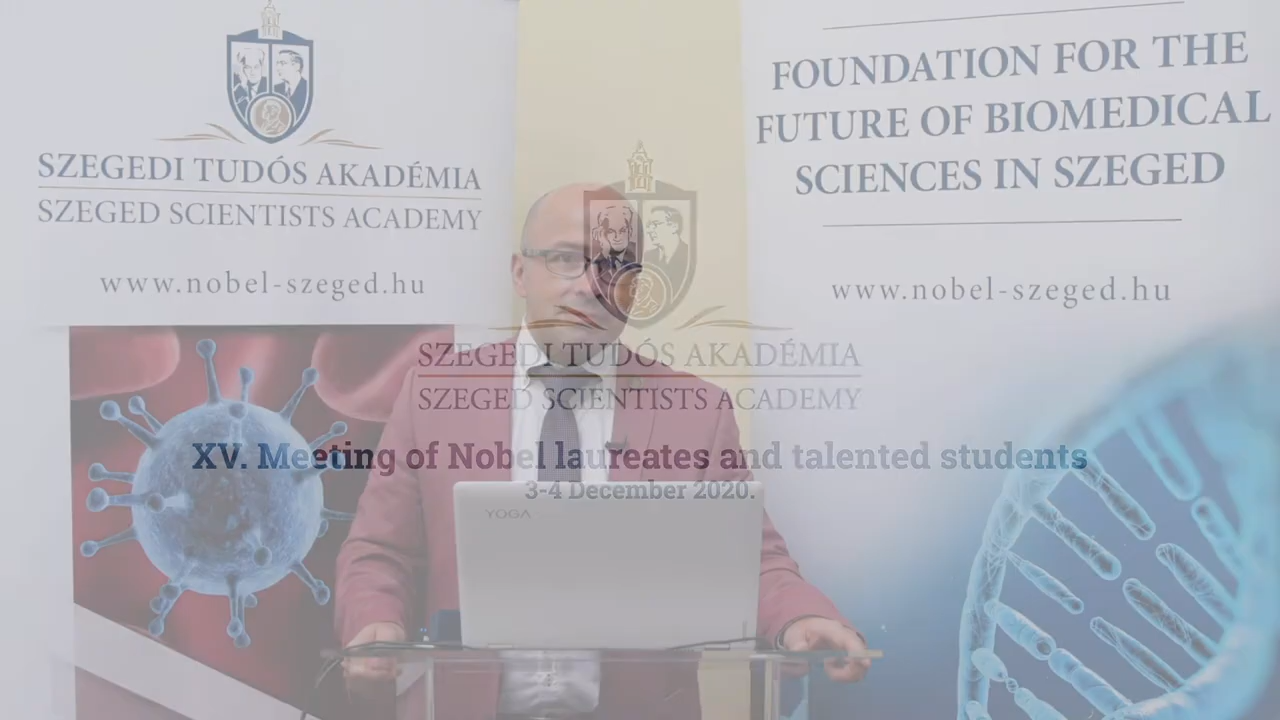 SZEGEDI TUDÓS AKADÉMIA
SZEGED SCIENTISTS ACADEMY
www.nobel-szeged.hu
FOUNDATION FOR THE
FUTURE OF BIOMEDICAL
SCIENCES IN SZEGED
www.nobel-szeged.hu
SZEGEDI TUDÓS AKADÉMIA
SZEGED SCIENTISTS ACADEMY
XV. Meeting of Nobel laureates and talented students
3-4 December 2020.
YOGA